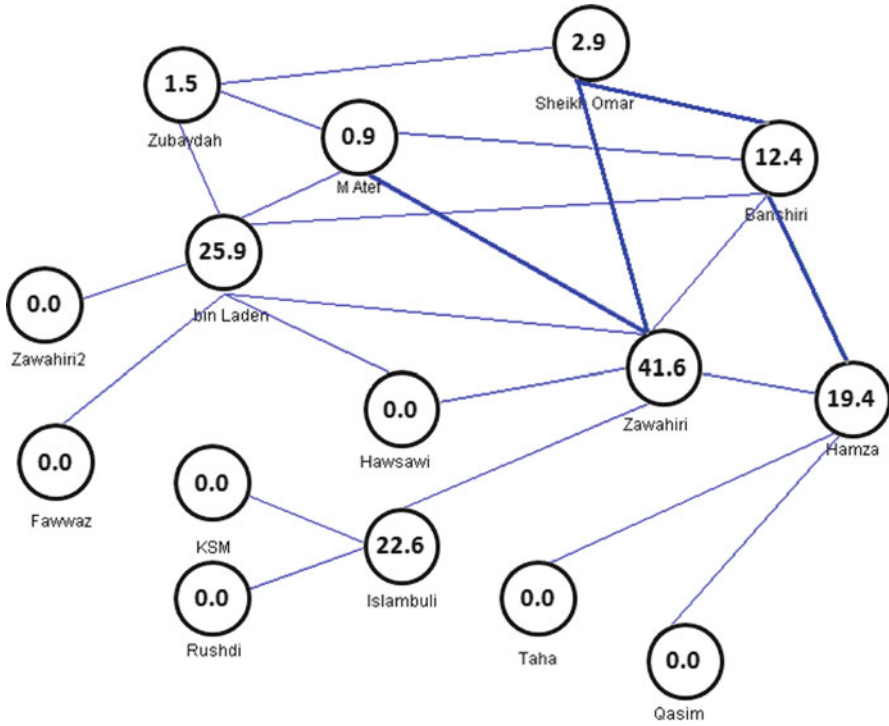 2.9
Sheikh Omar
1.5
Zubaydah
0.9
M Atef
12.4
Banshiri
25.9
bin Laden
0.0
Zawahiri2
41.6
Zawahiri
19.4
Hamza
0.0
Hawsawi
0.0
Fawwaz
0.0
KSM
22.6
Islambuli
0.0
Rushdi
0.0
Taha
0.0
Qasim